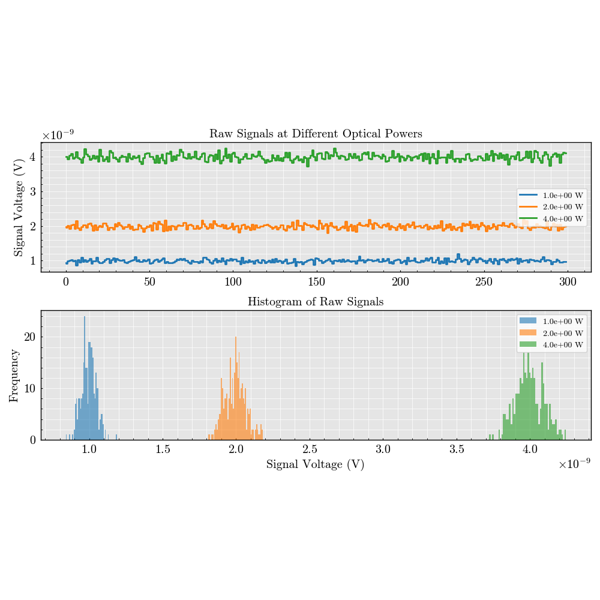 Raw Signals at Different Optical Powers
×10⁻⁹
Signal Voltage (V)
4
3
2
1
1.0e+00 W
2.0e+00 W
4.0e+00 W
0 50 100 150 200 250 300
Histogram of Raw Signals
Frequency
20
10
0
1.0e+00 W
2.0e+00 W
4.0e+00 W
1.0 1.5 2.0 2.5 3.0 3.5 4.0
Signal Voltage (V)
×10⁻⁹